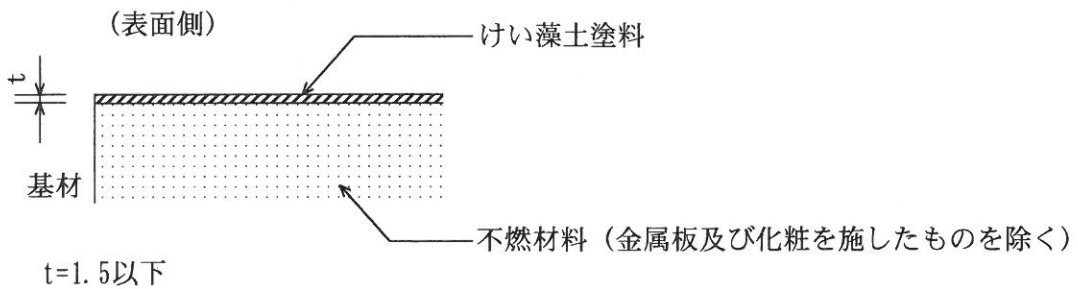 (表面側)
けい藻土塗料
t
基材
不燃材料 (金属板及び化粧を施したものを除く)
t=1.5以下